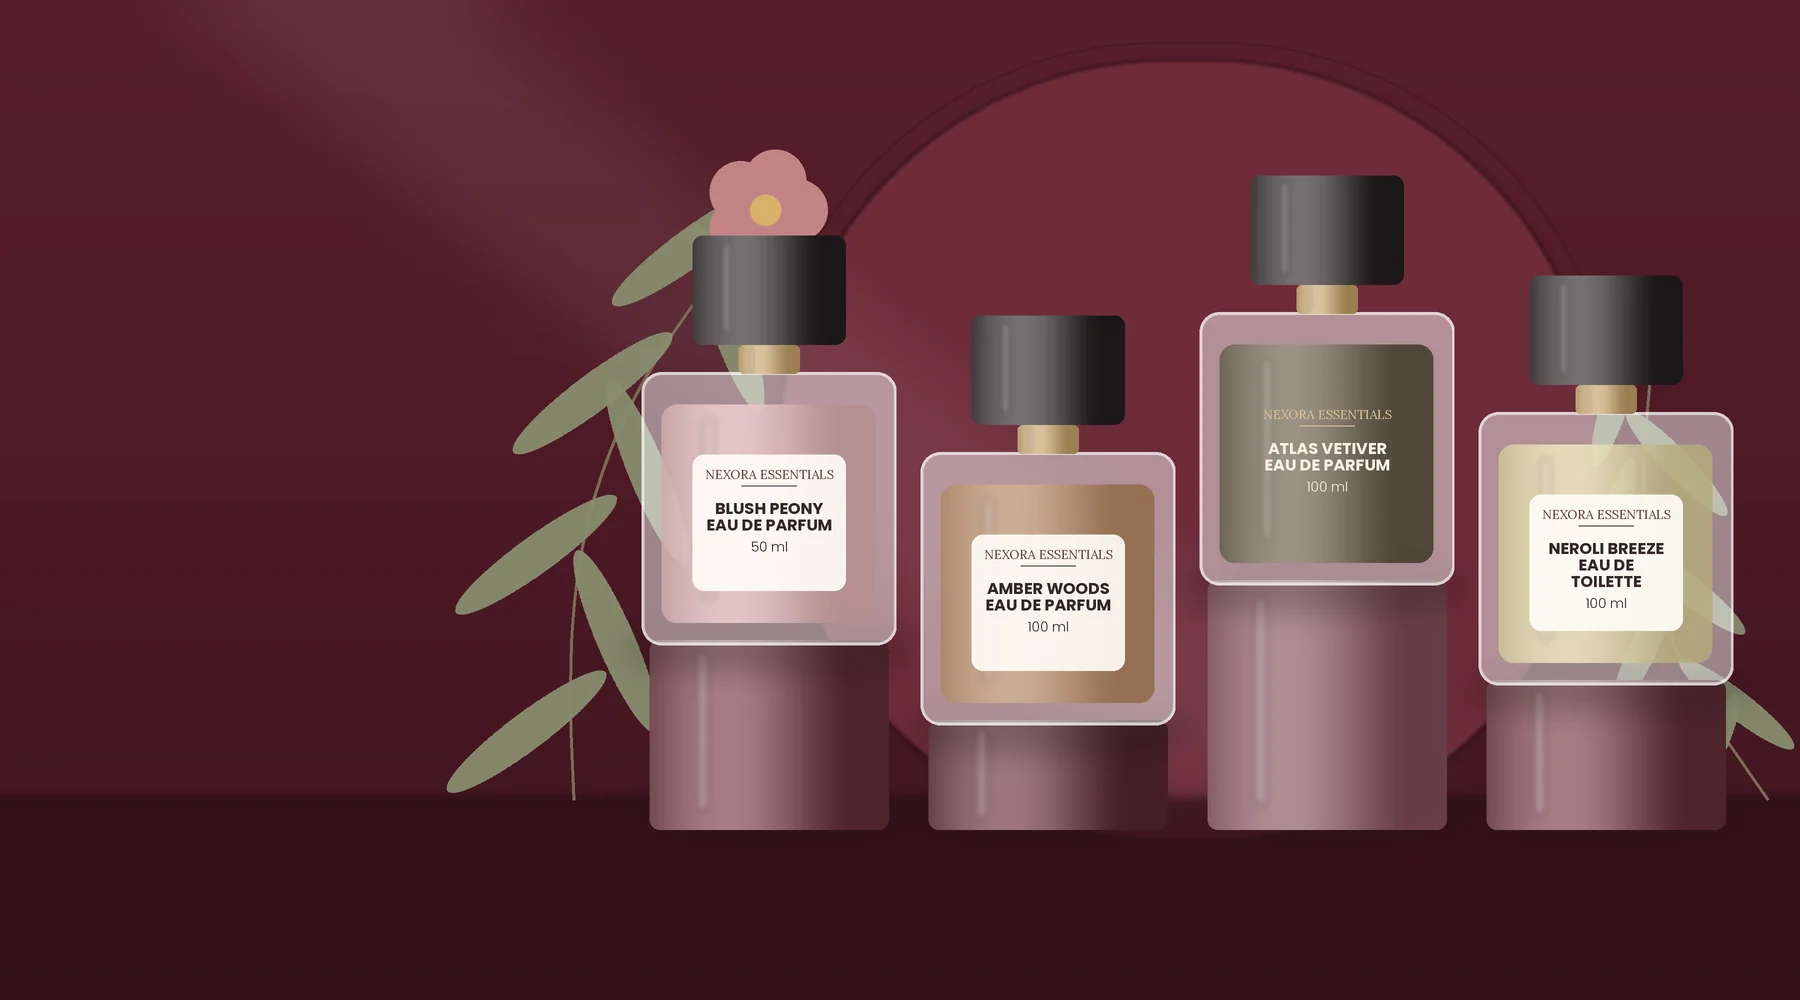 NEXORA ESSENTIALS
BLUSH PEONY
EAU DE PARFUM
50 ml
NEXORA ESSENTIALS
AMBER WOODS
EAU DE PARFUM
100 ml
NEXORA ESSENTIALS
ATLAS VETIVER
EAU DE PARFUM
100 ml
NEXORA ESSENTIALS
NEROLI BREEZE
EAU DE
TOILETTE
100 ml